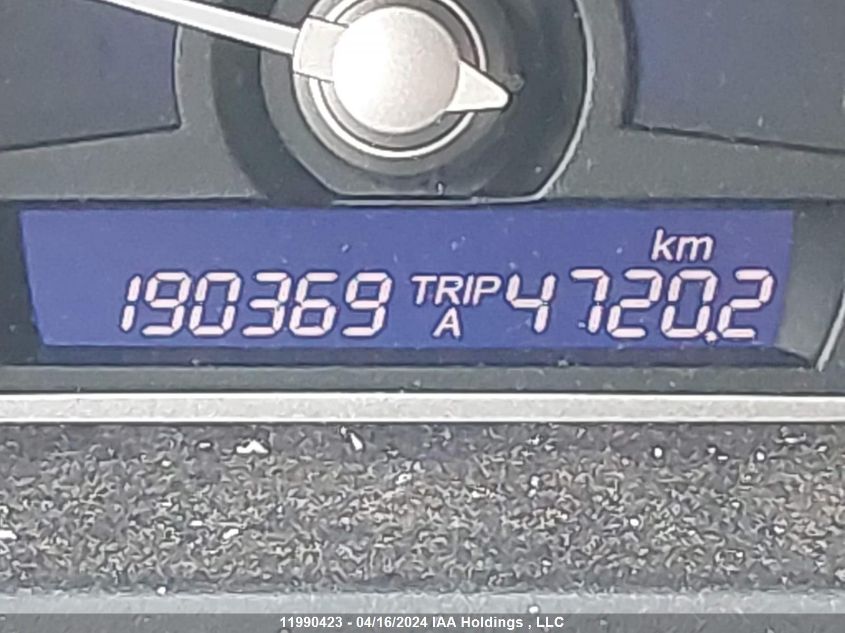 km
190369 TRIP A 4720.2
11990423 - 04/16/2024 IAA Holdings , LLC